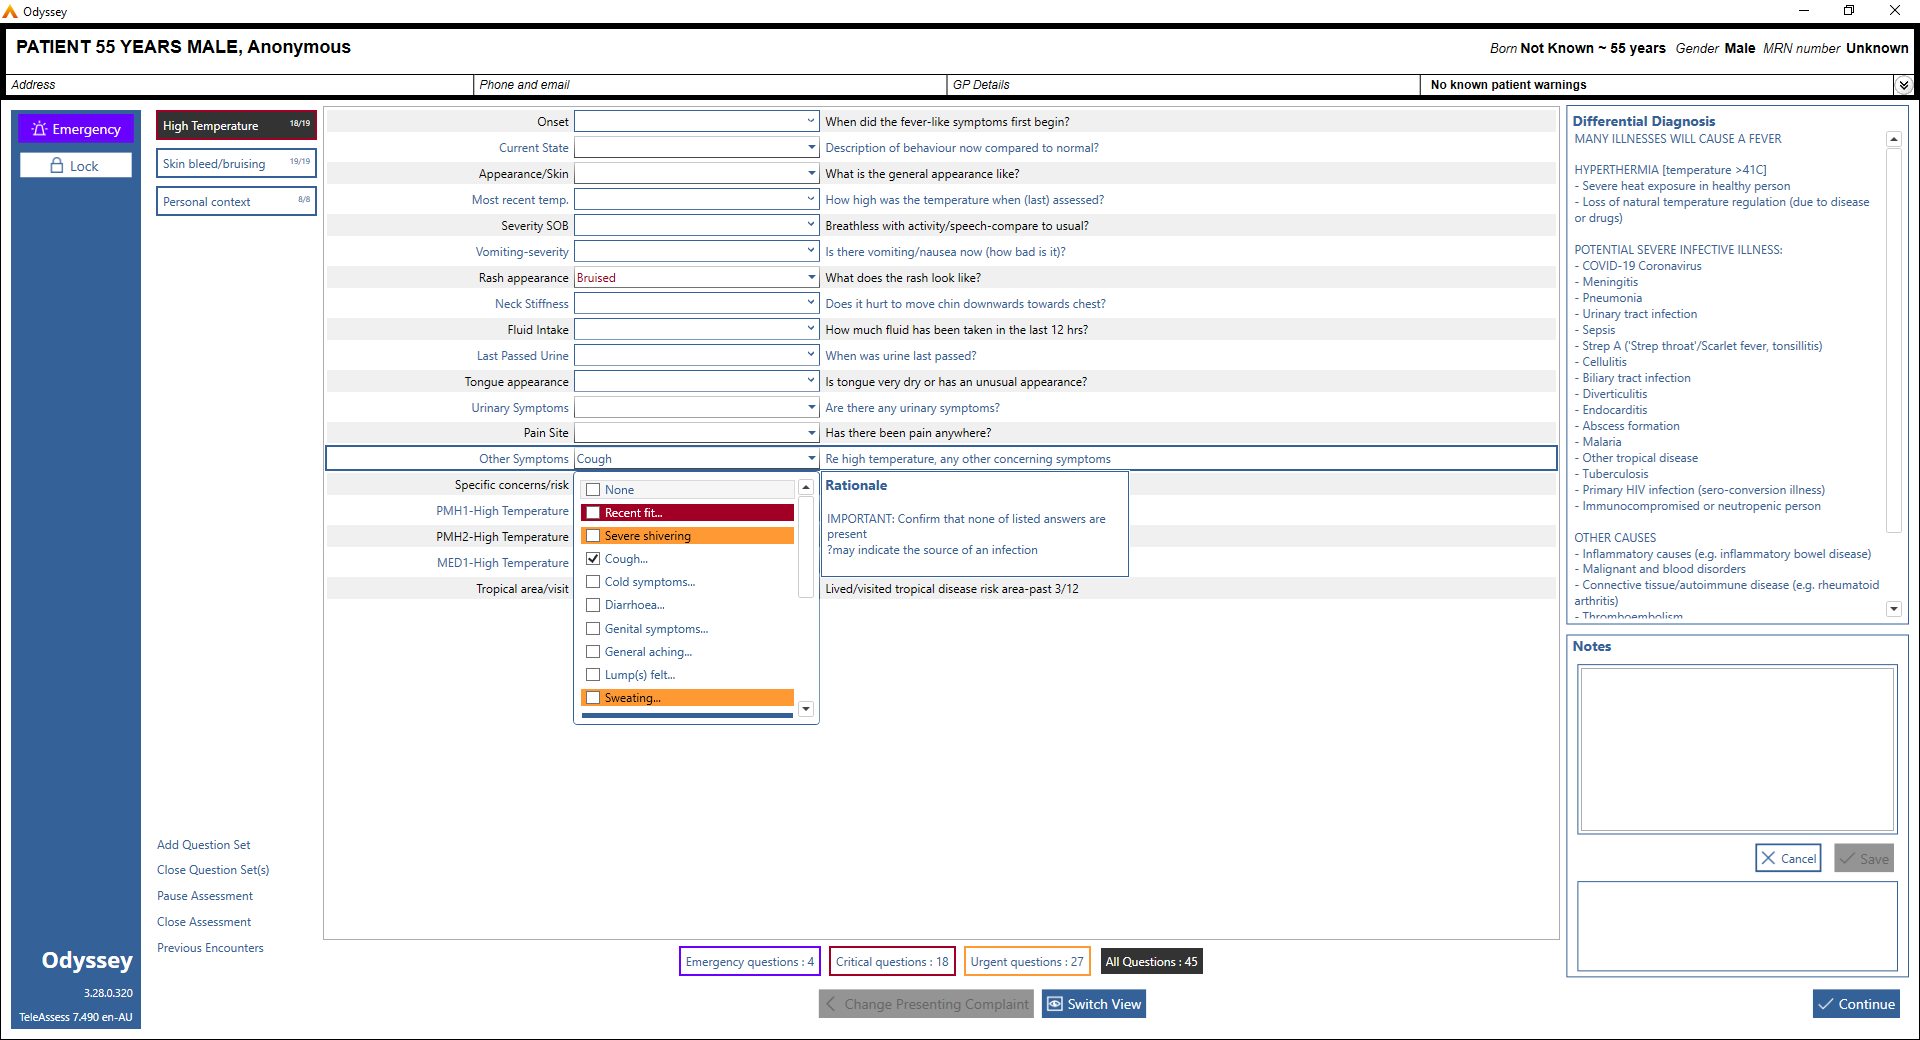 Odyssey
PATIENT 55 YEARS MALE, Anonymous
Born Not Known ~ 55 years Gender Male MRN number Unknown
Address
Phone and email
GP Details
No known patient warnings
Emergency
Lock
High Temperature 18/19
Skin bleed/bruising 19/19
Personal context 8/8
Onset When did the fever-like symptoms first begin?
Current State Description of behaviour now compared to normal?
Appearance/Skin What is the general appearance like?
Most recent temp. How high was the temperature when (last) assessed?
Severity SOB Breathless with activity/speech-compare to usual?
Vomiting-severity Is there vomiting/nausea now (how bad is it)?
Rash appearance Bruised What does the rash look like?
Neck Stiffness Does it hurt to move chin downwards towards chest?
Fluid Intake How much fluid has been taken in the last 12 hrs?
Last Passed Urine When was urine last passed?
Tongue appearance Is tongue very dry or has an unusual appearance?
Urinary Symptoms Are there any urinary symptoms?
Pain Site Has there been pain anywhere?
Other Symptoms Cough Re high temperature, any other concerning symptoms
Specific concerns/risk
PMH1-High Temperature
PMH2-High Temperature
MED1-High Temperature
Tropical area/visit Lived/visited tropical disease risk area-past 3/12
None
Recent fit...
Severe shivering
Cough...
Cold symptoms...
Diarrhoea...
Genital symptoms...
General aching...
Lump(s) felt...
Sweating...
Rationale
IMPORTANT: Confirm that none of listed answers are
present
?may indicate the source of an infection
Differential Diagnosis
MANY ILLNESSES WILL CAUSE A FEVER
HYPERTHERMIA [temperature >41C]
- Severe heat exposure in healthy person
- Loss of natural temperature regulation (due to disease
or drugs)
POTENTIAL SEVERE INFECTIVE ILLNESS:
- COVID-19 Coronavirus
- Meningitis
- Pneumonia
- Urinary tract infection
- Sepsis
- Strep A ('Strep throat'/Scarlet fever, tonsillitis)
- Cellulitis
- Biliary tract infection
- Diverticulitis
- Endocarditis
- Abscess formation
- Malaria
- Other tropical disease
- Tuberculosis
- Primary HIV infection (sero-conversion illness)
- Immunocompromised or neutropenic person
OTHER CAUSES
- Inflammatory causes (e.g. inflammatory bowel disease)
- Malignant and blood disorders
- Connective tissue/autoimmune disease (e.g. rheumatoid
arthritis)
- Thromboembolism
Notes
Cancel
Save
Add Question Set
Close Question Set(s)
Pause Assessment
Close Assessment
Previous Encounters
Odyssey
3.28.0.320
TeleAssess 7.490 en-AU
Emergency questions : 4
Critical questions : 18
Urgent questions : 27
All Questions : 45
Change Presenting Complaint
Switch View
Continue